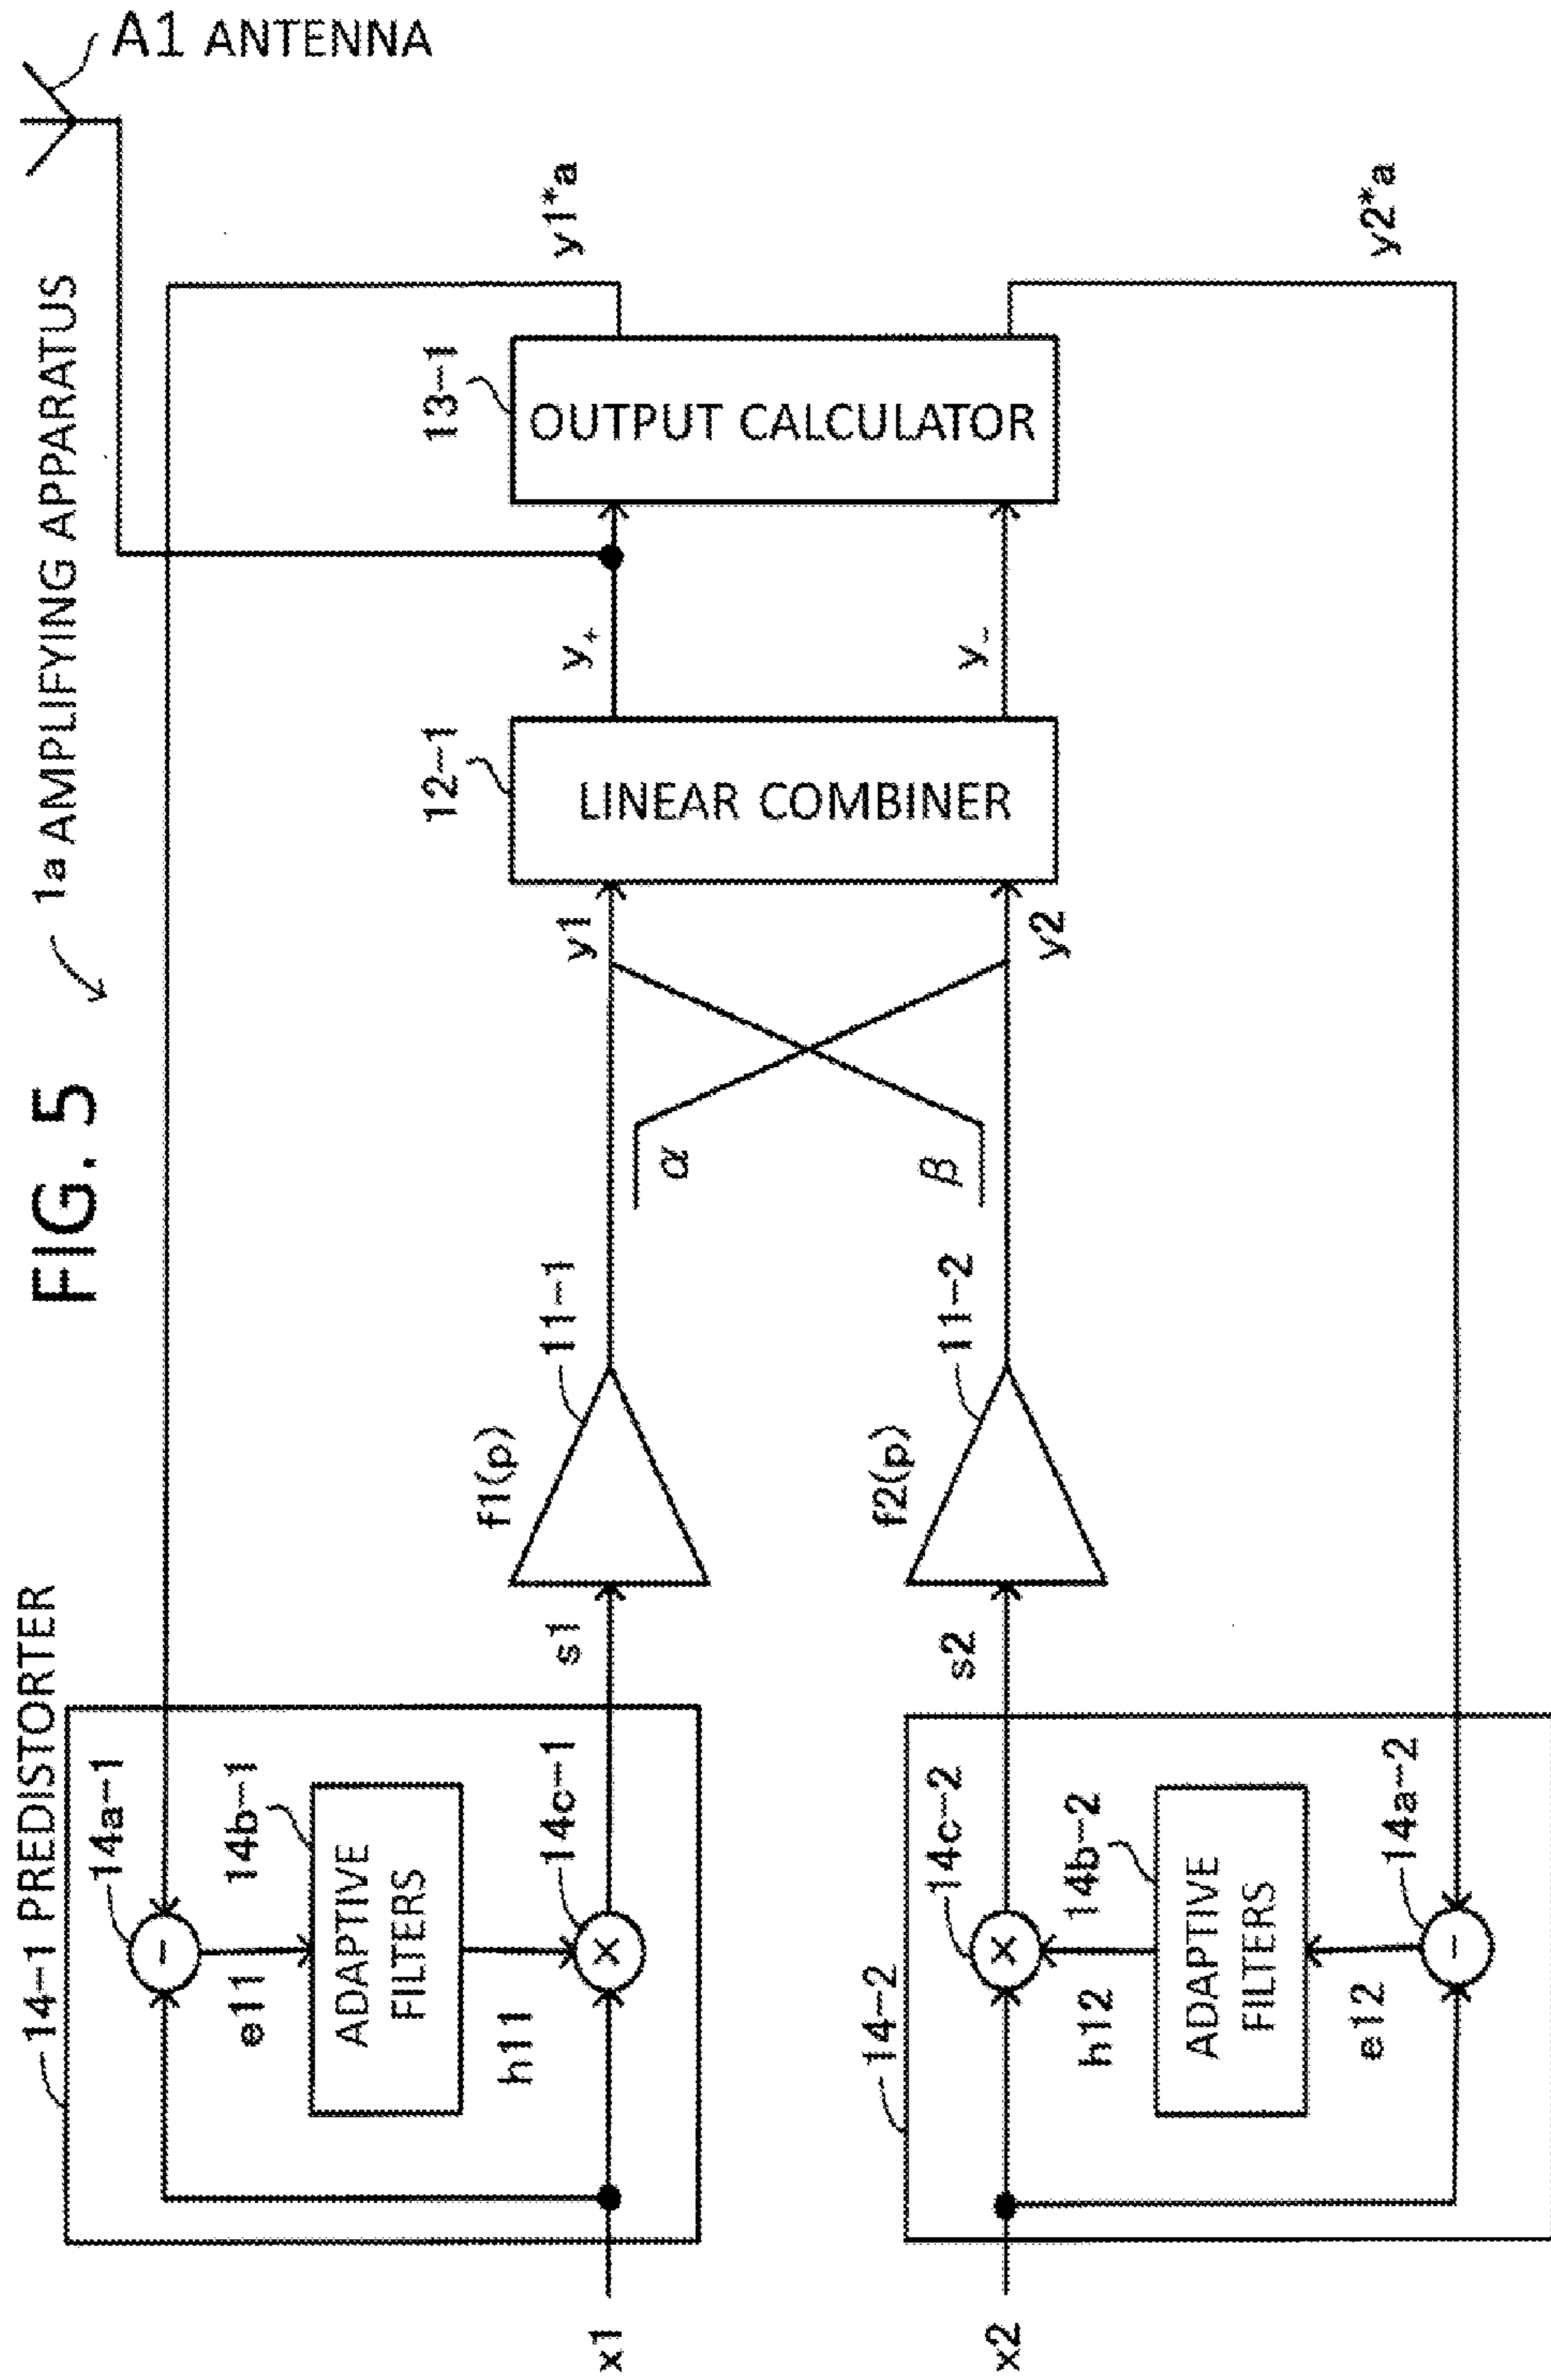 FIG. 5
1a AMPLIFYING APPARATUS
A1 ANTENNA
14-1 PREDISTORTER
14a-1
e11
14b-1
ADAPTIVE
FILTERS
h11
14c-1
x1
s1
f1(p)
11-1
α
y1
12-1
LINEAR COMBINER
y+
13-1
OUTPUT CALCULATOR
y1*a
14-2
14c-2
x2
s2
f2(p)
11-2
β
y2
y-
h12
14b-2
ADAPTIVE
FILTERS
e12
14a-2
y2*a